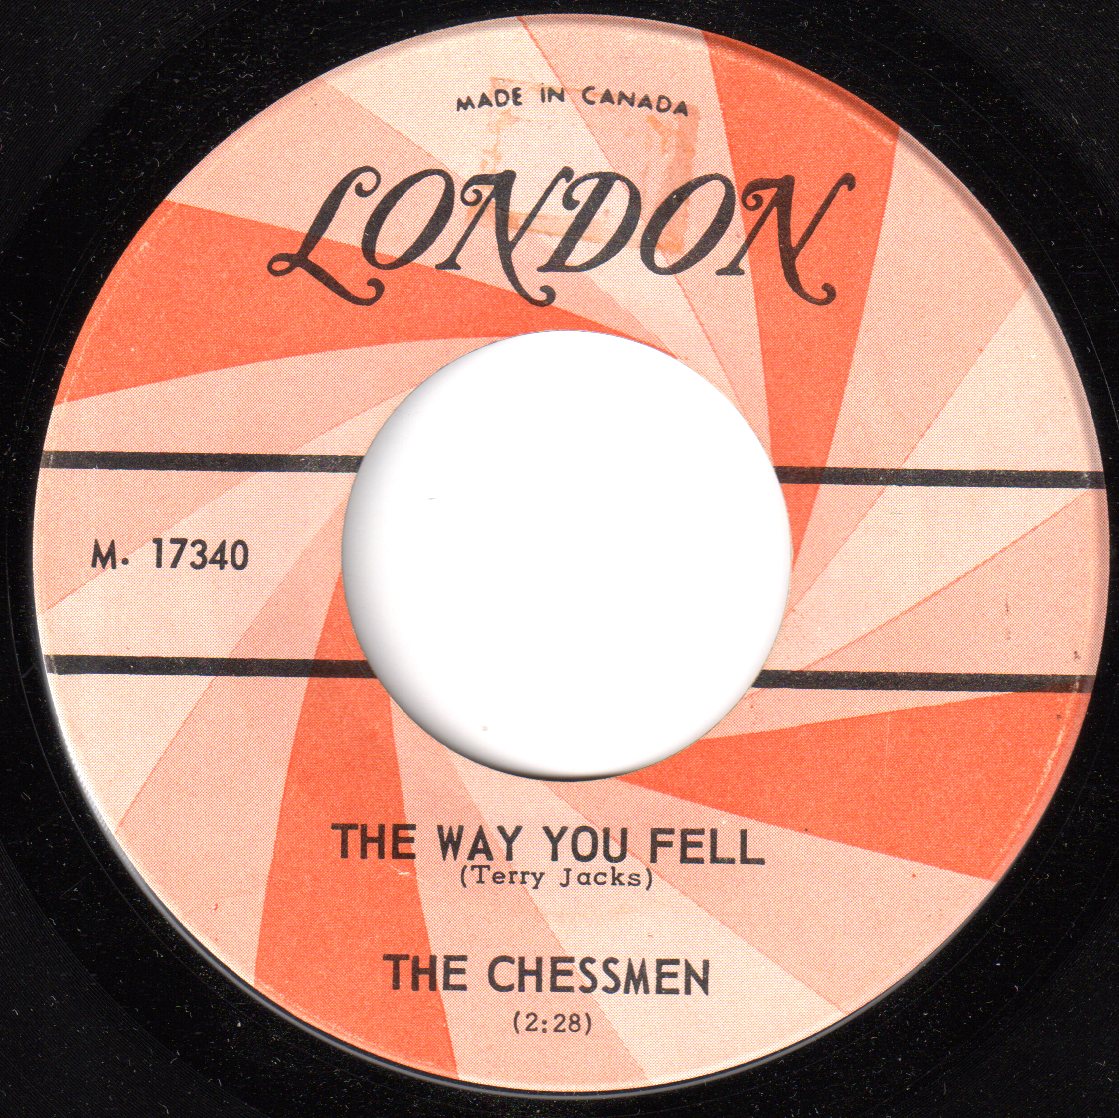 MADE IN CANADA
LONDON
M. 17340
THE WAY YOU FELL
(Terry Jacks)
THE CHESSMEN
(2:28)